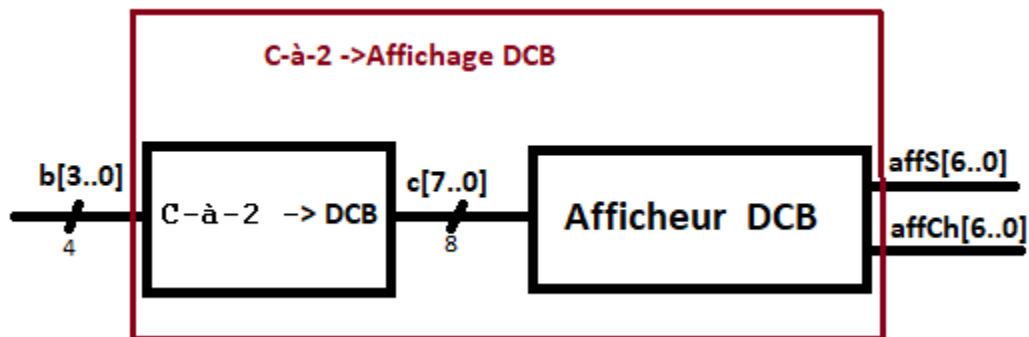 C-à-2 ->Affichage DCB
b[3..0]
4
C-à-2 -> DCB
c[7..0]
8
Afficheur DCB
affS[6..0]
affCh[6..0]